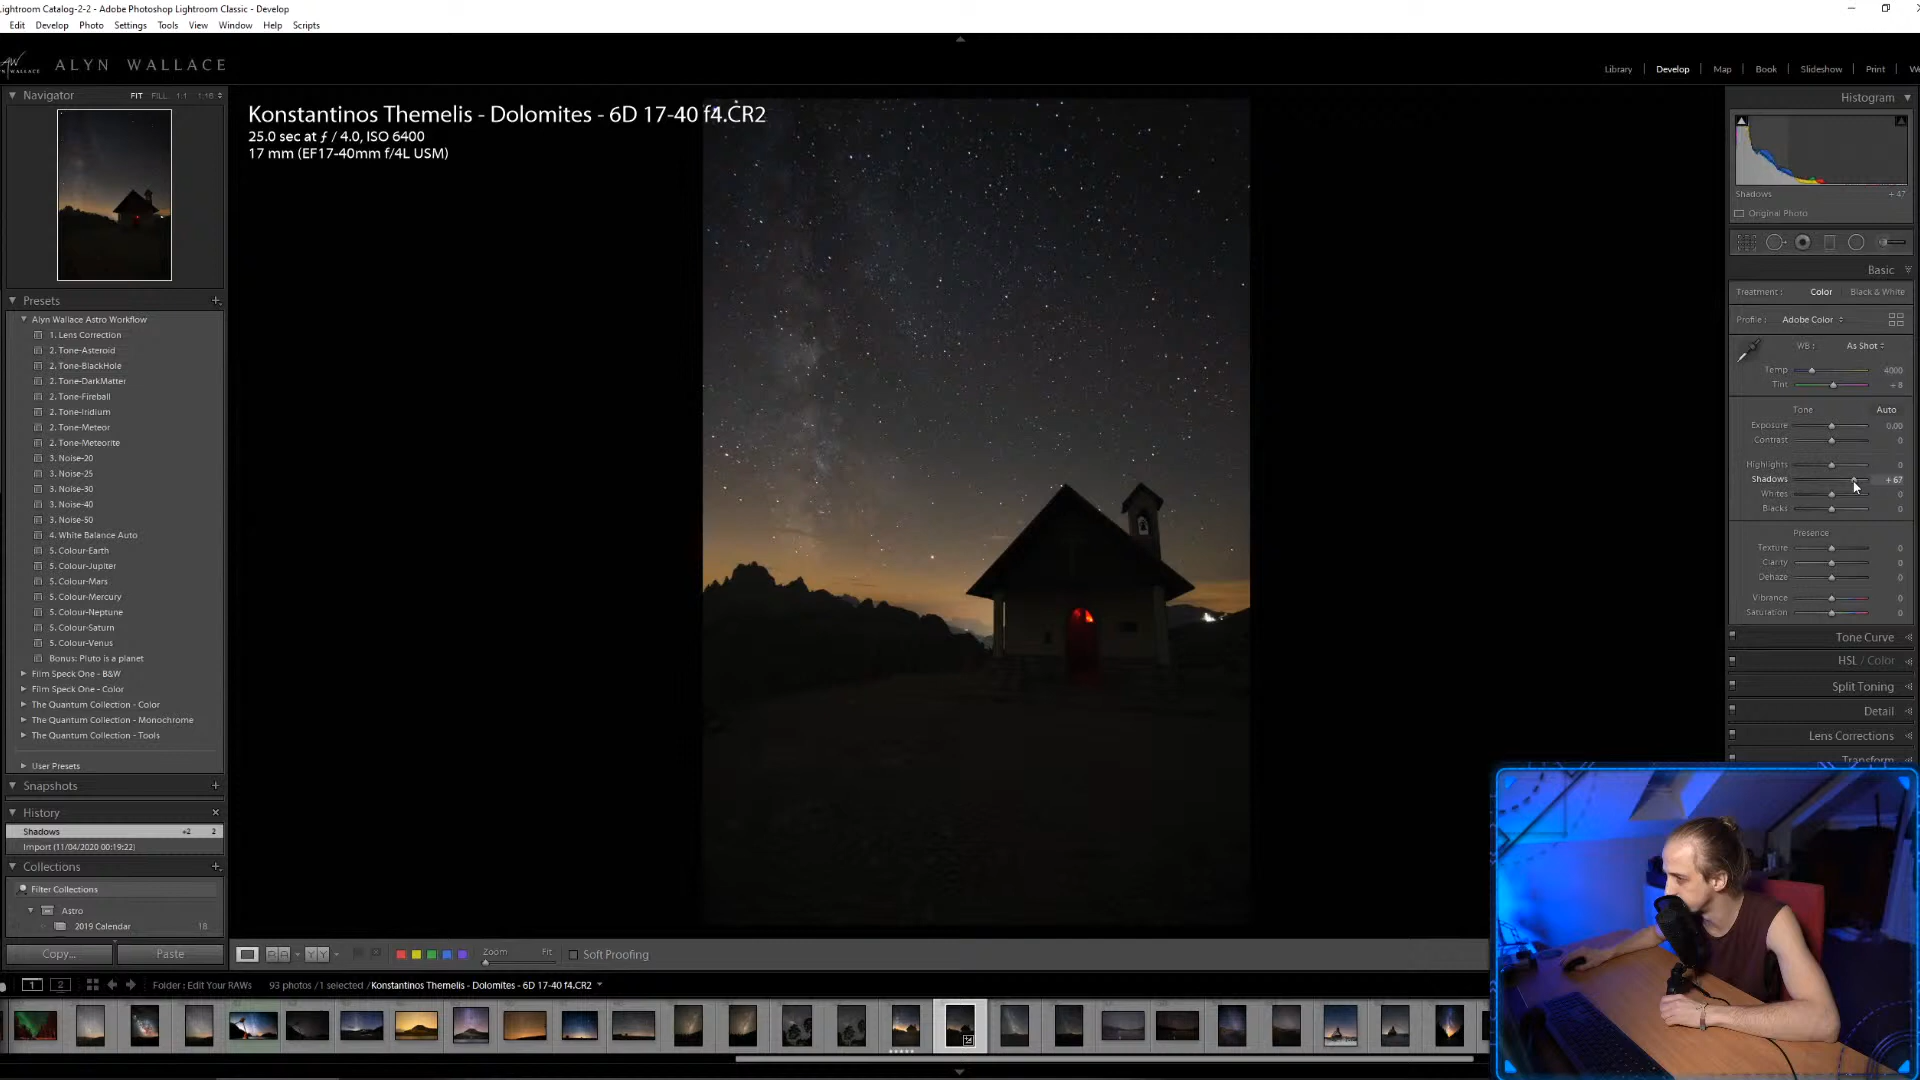 Lightroom Catalog-2-2 - Adobe Photoshop Lightroom Classic - Develop
Edit Develop Photo Settings Tools View Window Help Scripts
ALYN WALLACE
Library Develop Map Book Slideshow Print
Navigator FIT FILL 1:1 1:16
Konstantinos Themelis - Dolomites - 6D 17-40 f4.CR2
25.0 sec at ƒ / 4.0, ISO 6400
17 mm (EF17-40mm f/4L USM)
Presets
Alyn Wallace Astro Workflow
1. Lens Correction
2. Tone-Asteroid
2. Tone-BlackHole
2. Tone-DarkMatter
2. Tone-Fireball
2. Tone-Iridium
2. Tone-Meteor
2. Tone-Meteorite
3. Noise-20
3. Noise-25
3. Noise-30
3. Noise-40
3. Noise-50
4. White Balance Auto
5. Colour-Earth
5. Colour-Jupiter
5. Colour-Mars
5. Colour-Mercury
5. Colour-Neptune
5. Colour-Saturn
5. Colour-Venus
Bonus: Pluto is a planet
Film Speck One - B&W
Film Speck One - Color
The Quantum Collection - Color
The Quantum Collection - Monochrome
The Quantum Collection - Tools
User Presets
Snapshots
History
Shadows +2 2
Import (11/04/2020 00:19:22)
Collections
Filter Collections
Astro
2019 Calendar 18
Copy... Paste
Zoom Fit Soft Proofing
1 2 Folder : Edit Your RAWs 93 photos /1 selected /Konstantinos Themelis - Dolomites - 6D 17-40 f4.CR2
Histogram
Shadows + 47
Original Photo
Basic
Treatment : Color Black & White
Profile : Adobe Color
WB : As Shot
Temp 4000
Tint + 8
Tone Auto
Exposure 0.00
Contrast 0
Highlights 0
Shadows + 67
Whites 0
Blacks 0
Presence
Texture 0
Clarity 0
Dehaze 0
Vibrance 0
Saturation 0
Tone Curve
HSL / Color
Split Toning
Detail
Lens Corrections
Transform